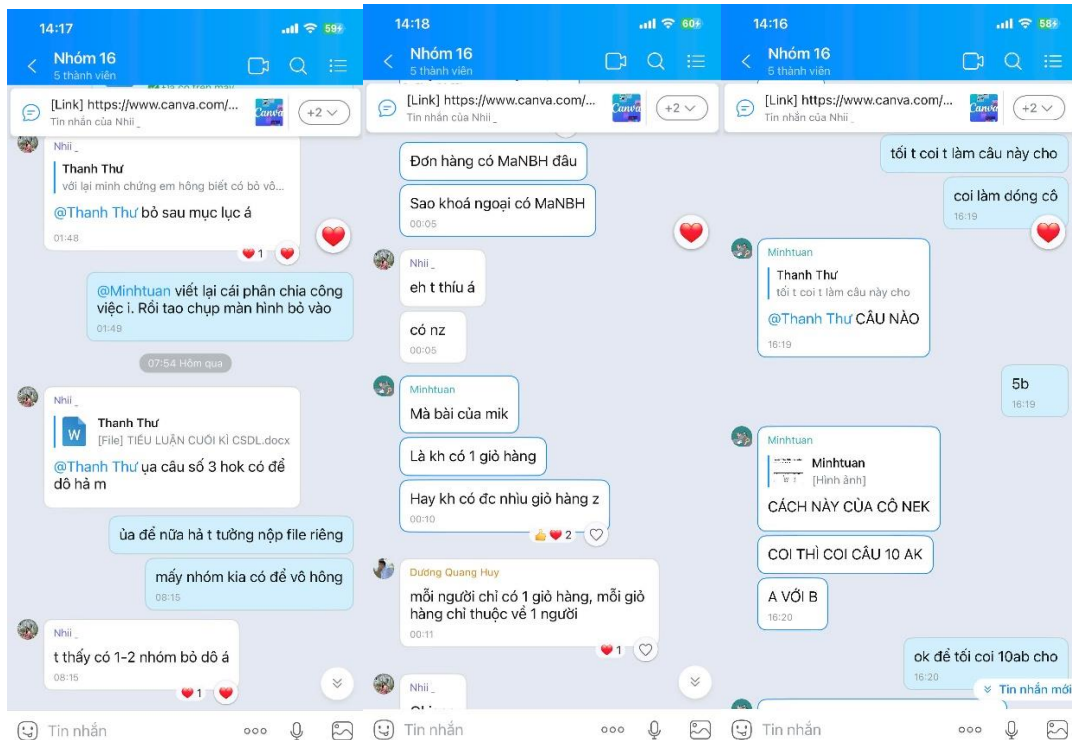 14:17
59
Nhóm 16
5 thành viên
[Link] https://www.canva.com/...
Tin nhắn của Nhii _
Canva
+2
Nhii _
Thanh Thư
với lại minh chứng em hông biết có bỏ vô...
@Thanh Thư bỏ sau mục lục á
01:48
1
@Minhtuan viết lại cái phân chia công
việc i. Rồi tao chụp màn hình bỏ vào
01:49
07:54 Hôm qua
Nhii _
W
Thanh Thư
[File] TIỂU LUẬN CUỐI KÌ CSDL.docx
@Thanh Thư ụa câu số 3 hok có để
dô hả m
ủa để nữa hả t tưởng nộp file riêng
mấy nhóm kia có để vô hông
08:15
Nhii _
t thấy có 1-2 nhóm bỏ dô á
08:15
1
Tin nhắn
14:18
60
Nhóm 16
5 thành viên
[Link] https://www.canva.com/...
Tin nhắn của Nhii _
Canva
+2
Đơn hàng có MaNBH đâu
Sao khoá ngoại có MaNBH
00:05
Nhii _
eh t thíu á
có nz
00:05
Minhtuan
Mà bài của mik
Là kh có 1 giỏ hàng
Hay kh có đc nhìu giỏ hàng z
00:10
2
Dương Quang Huy
mỗi người chỉ có 1 giỏ hàng, mỗi giỏ
hàng chỉ thuộc về 1 người
00:11
1
Nhii _
Tin nhắn
14:16
58
Nhóm 16
5 thành viên
[Link] https://www.canva.com/...
Tin nhắn của Nhii _
Canva
+2
tối t coi t làm câu này cho
coi làm dóng cô
16:19
Minhtuan
Thanh Thư
tối t coi t làm câu này cho
@Thanh Thư CÂU NÀO
16:19
5b
16:19
Minhtuan
Minhtuan
[Hình ảnh]
CÁCH NÀY CỦA CÔ NEK
COI THÌ COI CÂU 10 AK
A VỚI B
16:20
ok để tối coi 10ab cho
16:20
Tin nhắn mới
Tin nhắn